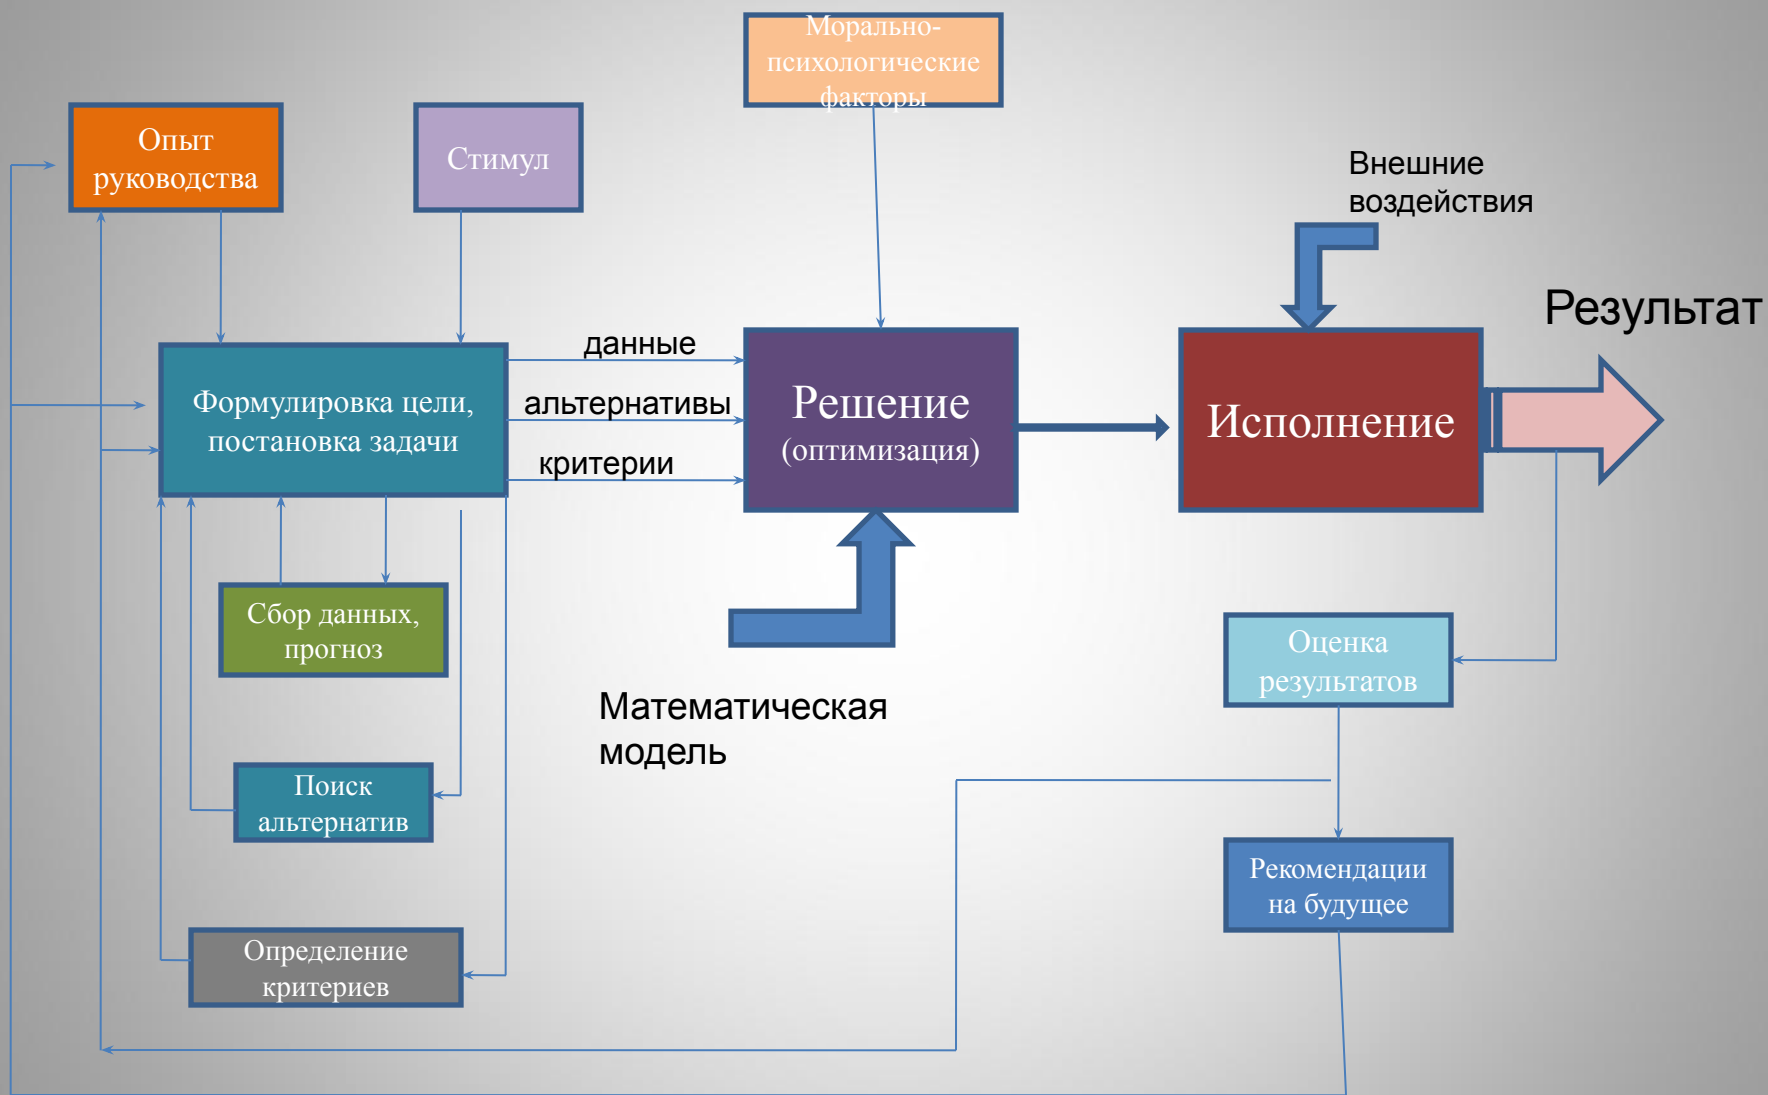 Морально-
психологические
факторы
Опыт
руководства
Стимул
Внешние
воздействия
Результат
данные
альтернативы
критерии
Формулировка цели,
постановка задачи
Решение
(оптимизация)
Исполнение
Сбор данных,
прогноз
Математическая
модель
Оценка
результатов
Поиск
альтернатив
Рекомендации
на будущее
Определение
критериев